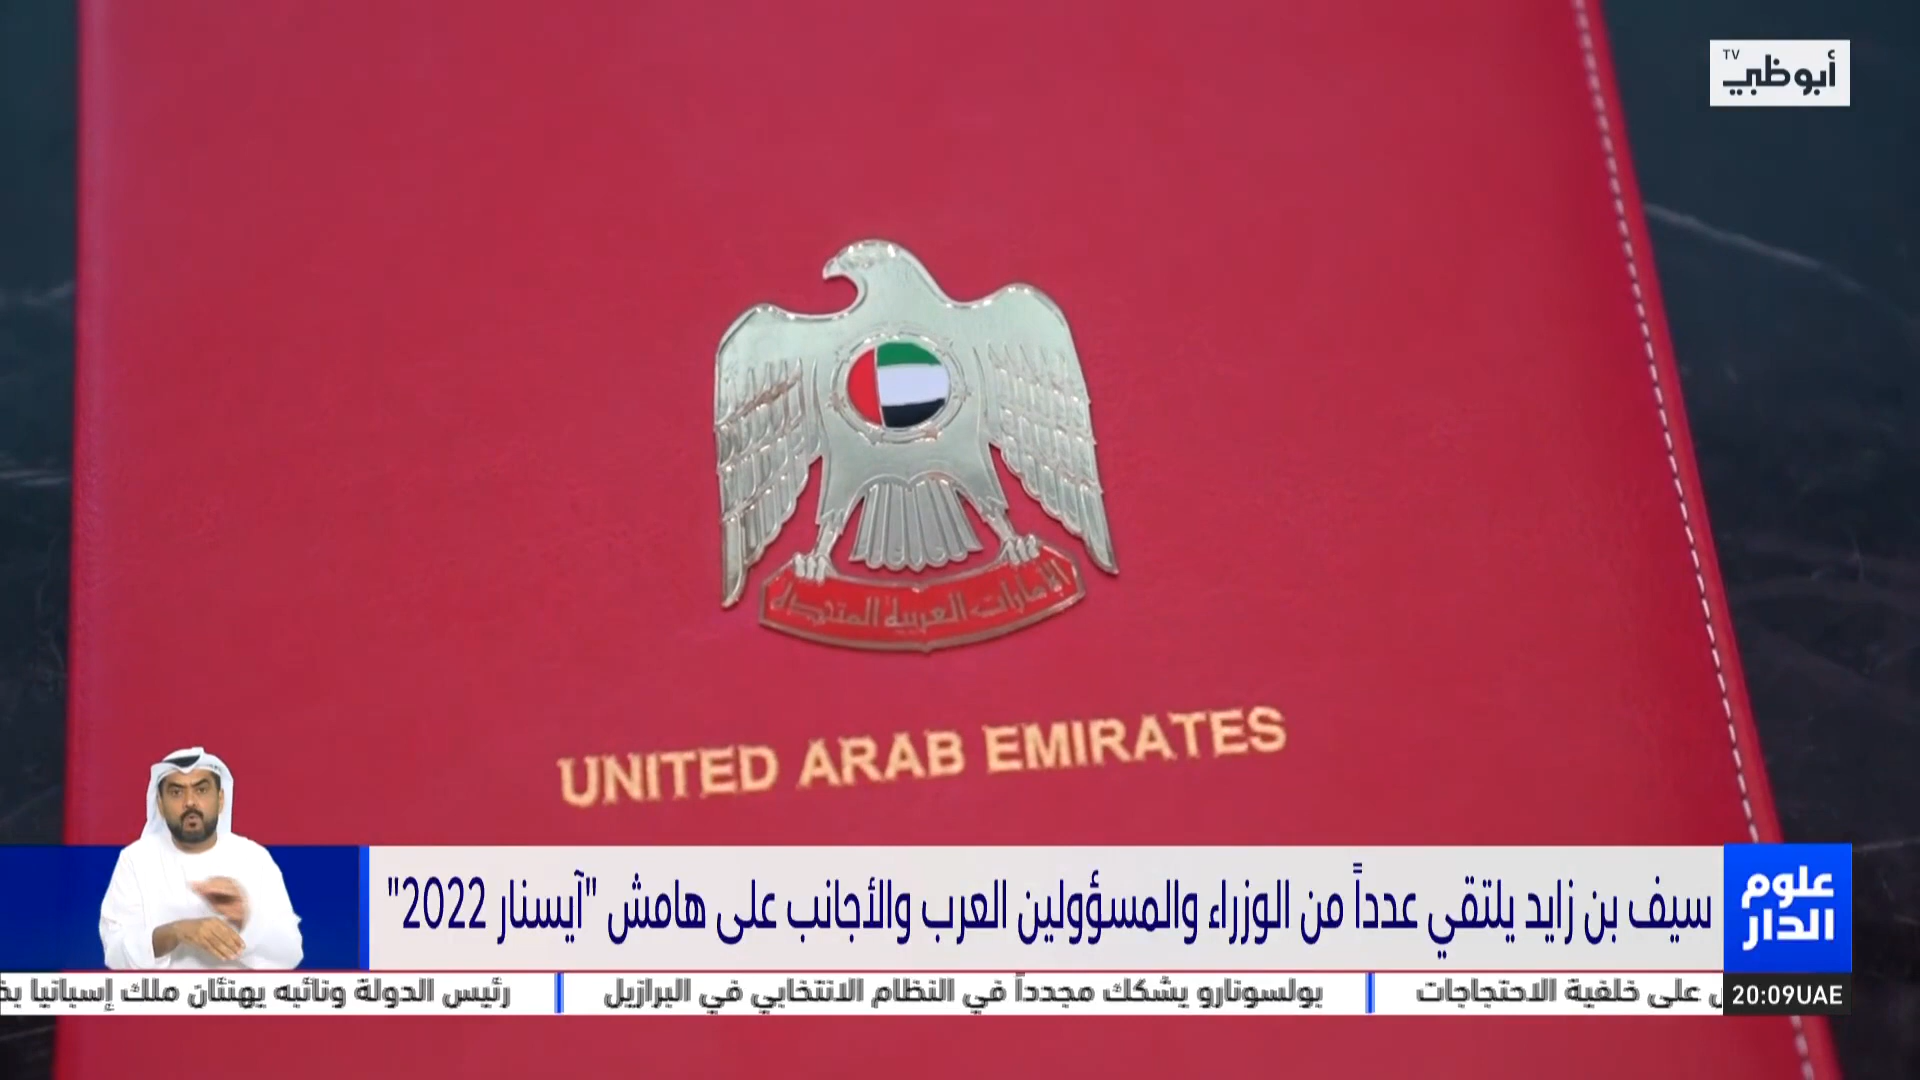 أبوظبي TV
الإمارات العربية المتحدة
UNITED ARAB EMIRATES
علوم الدار
سيف بن زايد يلتقي عدداً من الوزراء والمسؤولين العرب والأجانب على هامش "آيسنار 2022"
على خلفية الاحتجاجات
بولسونارو يشكك مجدداً في النظام الانتخابي في البرازيل
رئيس الدولة ونائبه يهنئان ملك إسبانيا
20:09UAE